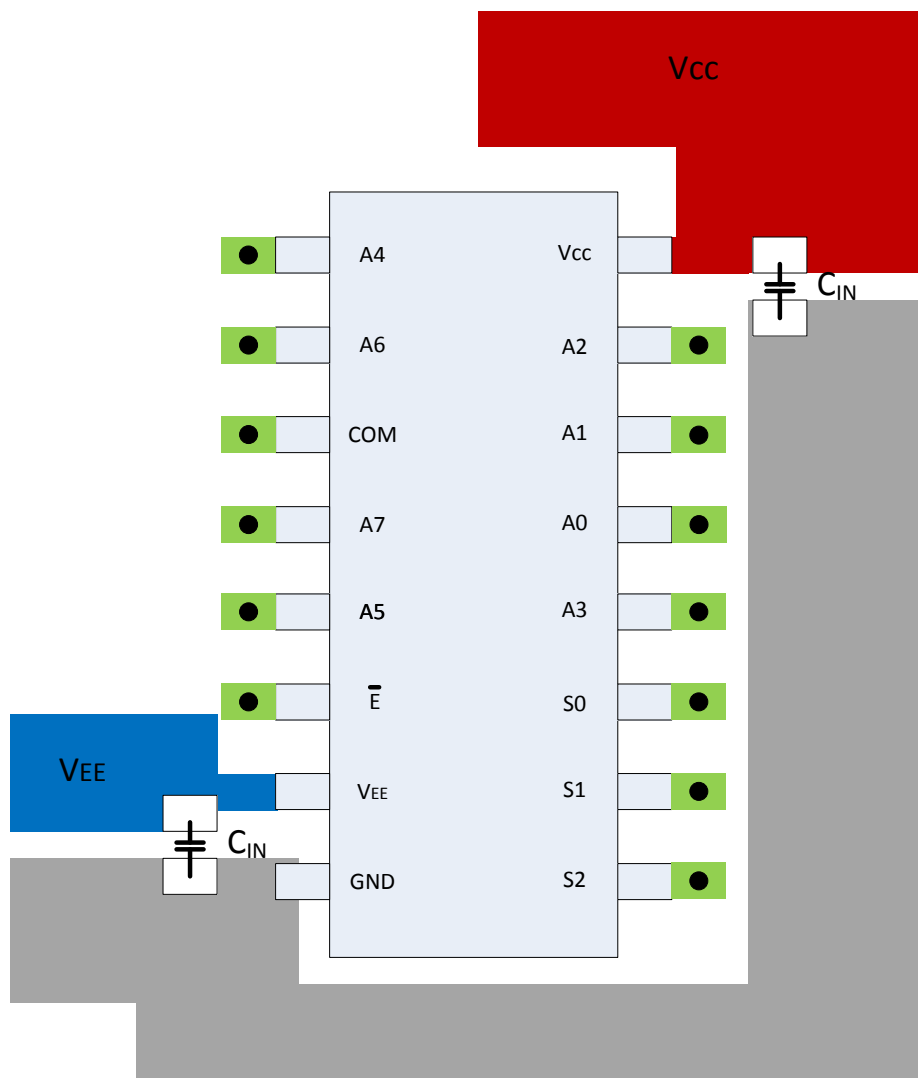 Vcc
A4 Vcc
CIN
A6 A2
COM A1
A7 A0
A5 A3
E̅ S0
VEE
VEE S1
CIN
GND S2